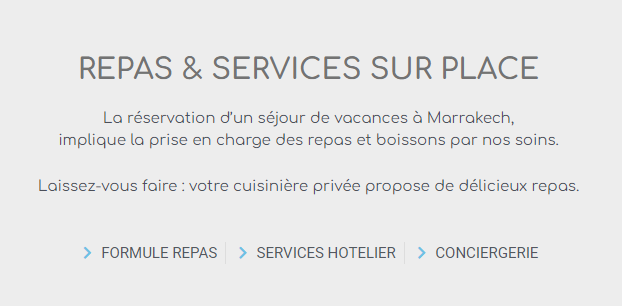 REPAS & SERVICES SUR PLACE
La réservation d'un séjour de vacances à Marrakech,
implique la prise en charge des repas et boissons par nos soins.
Laissez-vous faire : votre cuisinière privée propose de délicieux repas.
FORMULE REPAS
SERVICES HOTELIER
CONCIERGERIE